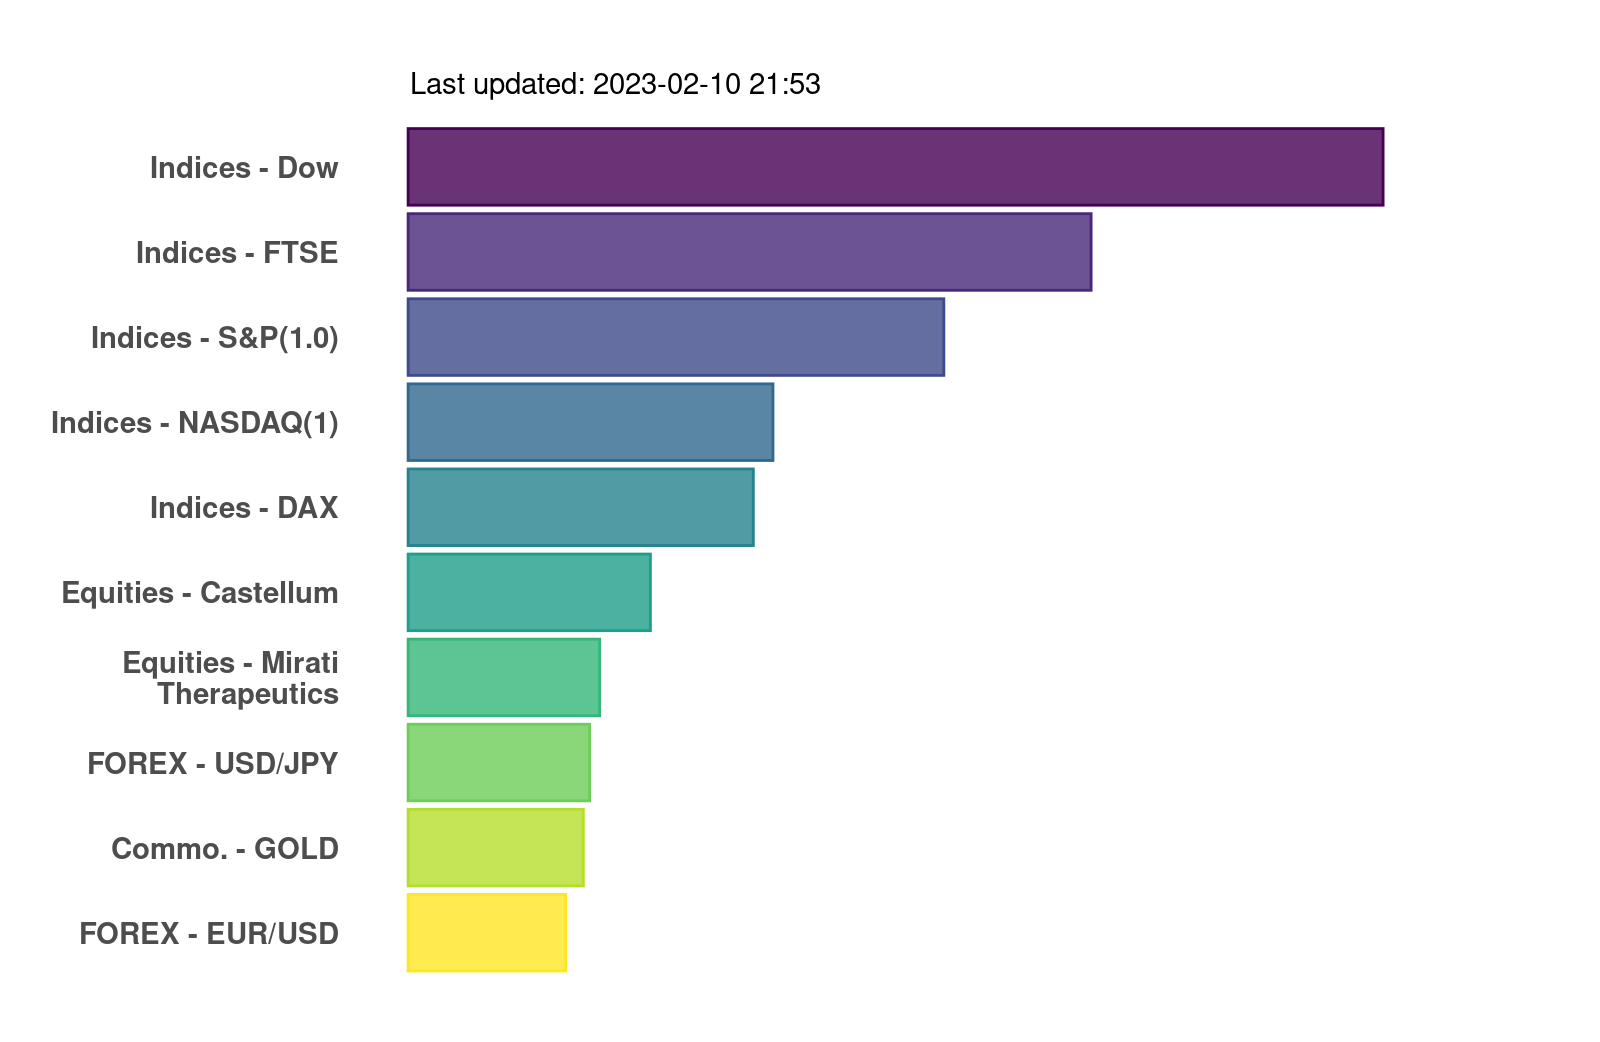 Last updated: 2023-02-10 21:53
Indices - Dow
Indices - FTSE
Indices - S&P(1.0)
Indices - NASDAQ(1)
Indices - DAX
Equities - Castellum
Equities - Mirati
Therapeutics
FOREX - USD/JPY
Commo. - GOLD
FOREX - EUR/USD